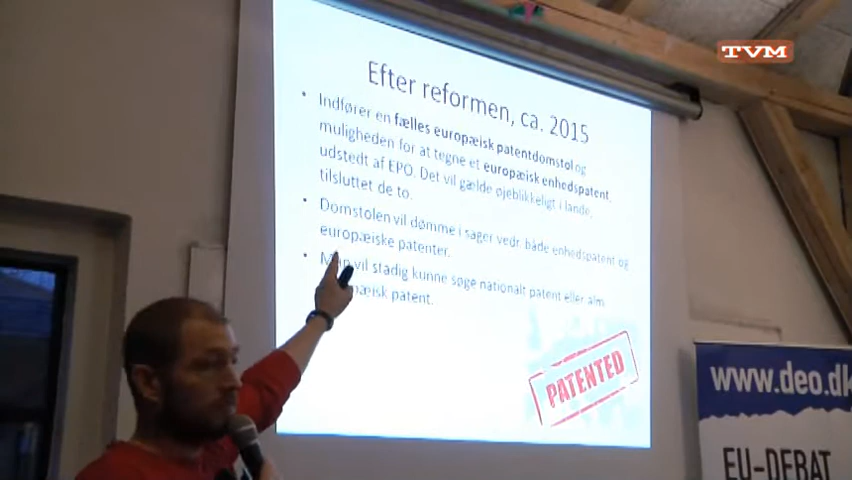 TVM
Efter reformen, ca. 2015
• Indfører en fælles europæisk patentdomstol og
muligheden for at tegne et europæisk enhedspatent,
udstedt af EPO. Det vil gælde øjeblikkeligt i lande,
tilsluttet de to.
• Domstolen vil dømme i sager vedr. både enhedspatent og
europæiske patenter.
• Man vil stadig kunne søge nationalt patent eller alm
europæisk patent.
PATENTED
www.deo.dk
EU-DEBAT